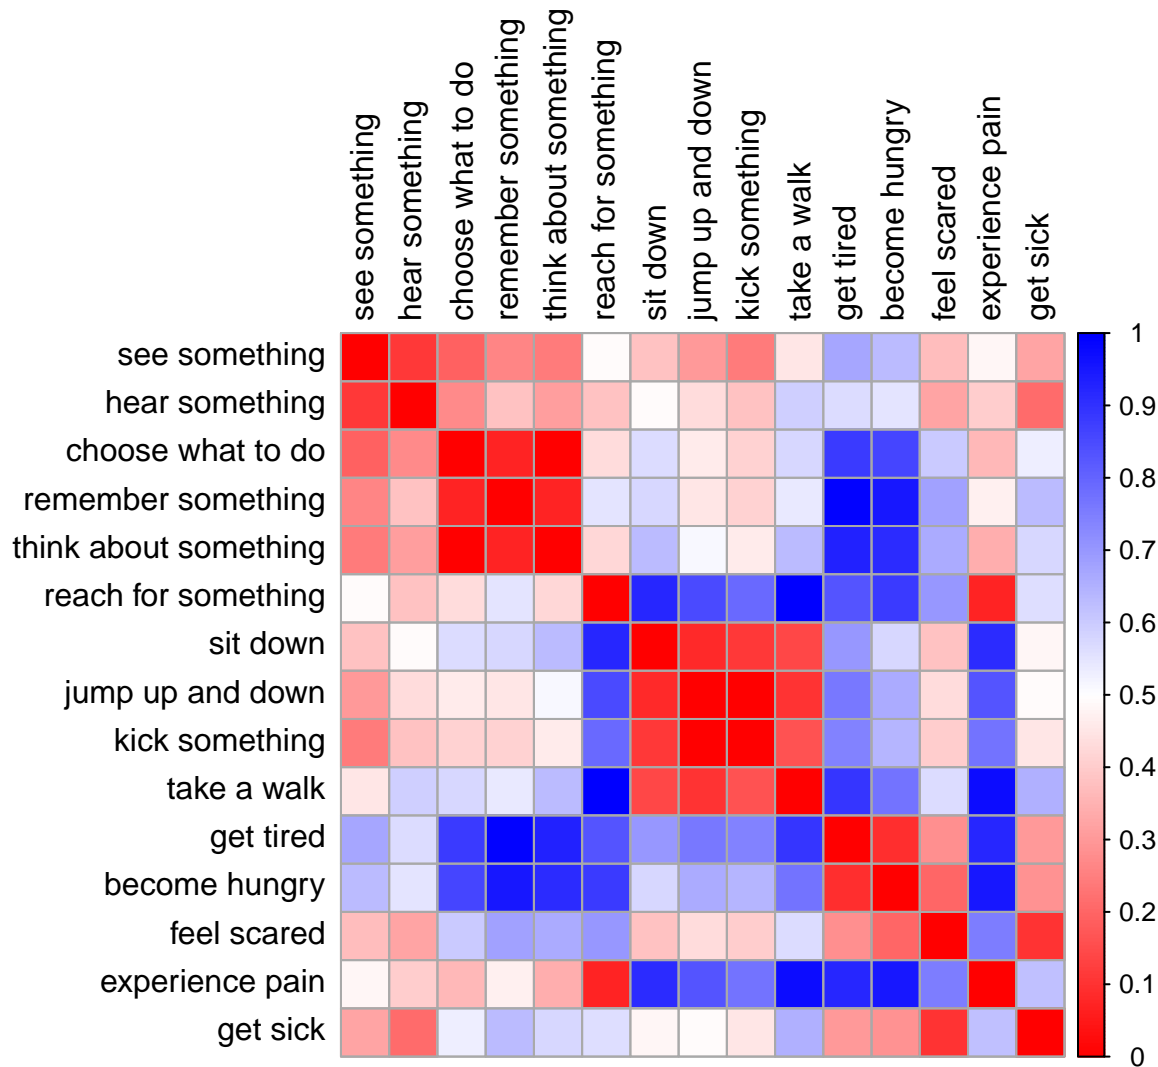 see something
hear something
choose what to do
remember something
think about something
reach for something
sit down
jump up and down
kick something
take a walk
get tired
become hungry
feel scared
experience pain
get sick
see something
hear something
choose what to do
remember something
think about something
reach for something
sit down
jump up and down
kick something
take a walk
get tired
become hungry
feel scared
experience pain
get sick
1
0.9
0.8
0.7
0.6
0.5
0.4
0.3
0.2
0.1
0